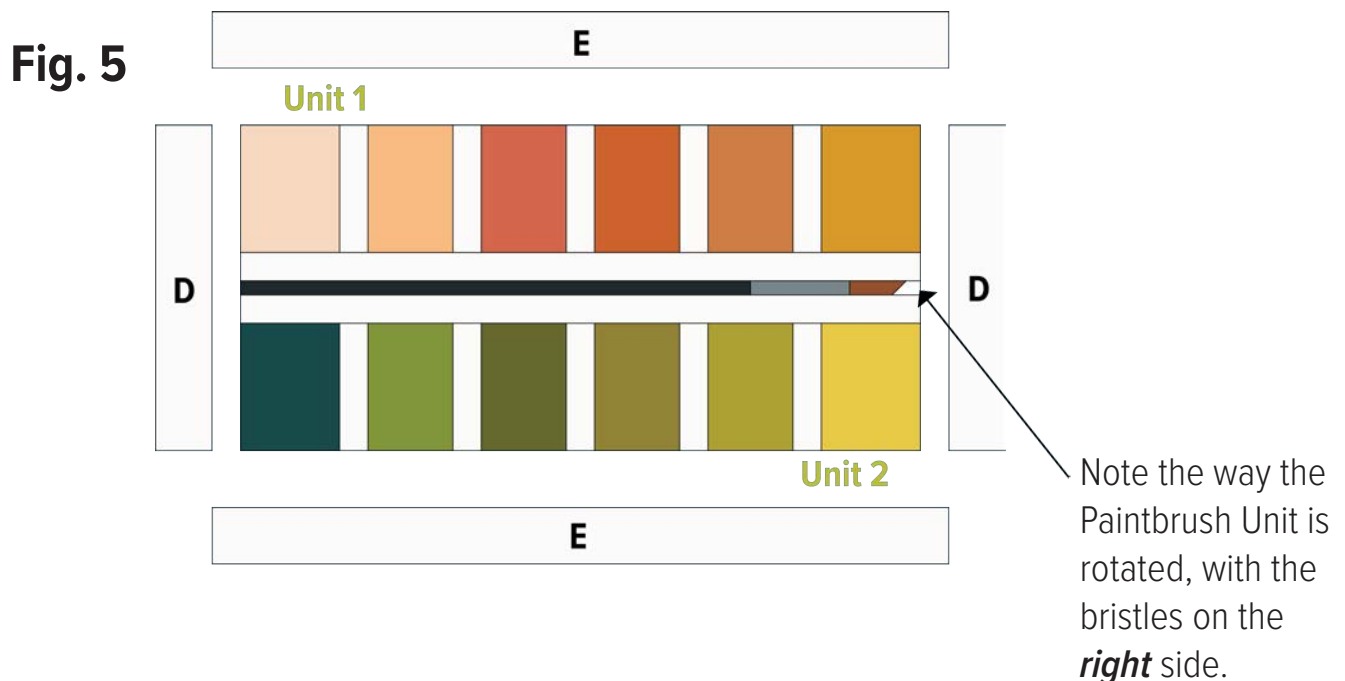 Fig. 5
E
Unit 1
D
D
Unit 2
E
Note the way the
Paintbrush Unit is
rotated, with the
bristles on the
right side.